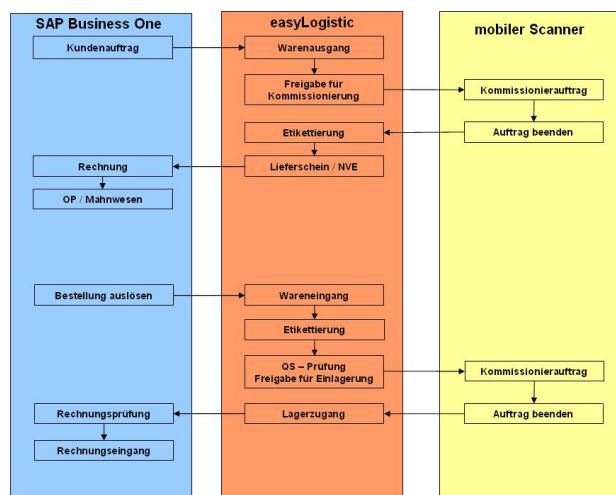 SAP Business One
easyLogistic
mobiler Scanner
Kundenauftrag
Warenausgang
Freigabe für
Kommissionierung
Kommissionierauftrag
Etikettierung
Auftrag beenden
Rechnung
Lieferschein / NVE
OP / Mahnwesen
Bestellung auslösen
Wareneingang
Etikettierung
QS – Prüfung
Freigabe für Einlagerung
Kommissionierauftrag
Rechnungsprüfung
Lagerzugang
Auftrag beenden
Rechnungseingang